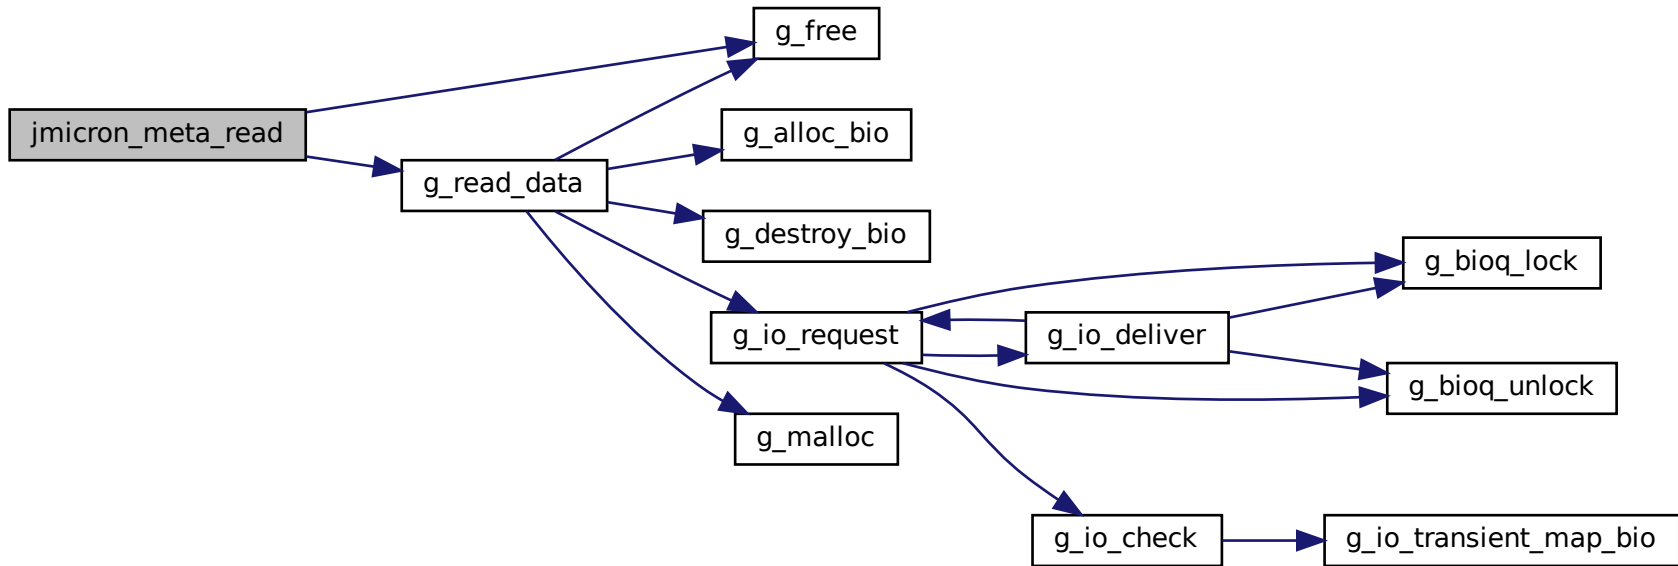 g_free
jmicron_meta_read
g_alloc_bio
g_read_data
g_destroy_bio
g_bioq_lock
g_io_request
g_io_deliver
g_bioq_unlock
g_malloc
g_io_check
g_io_transient_map_bio